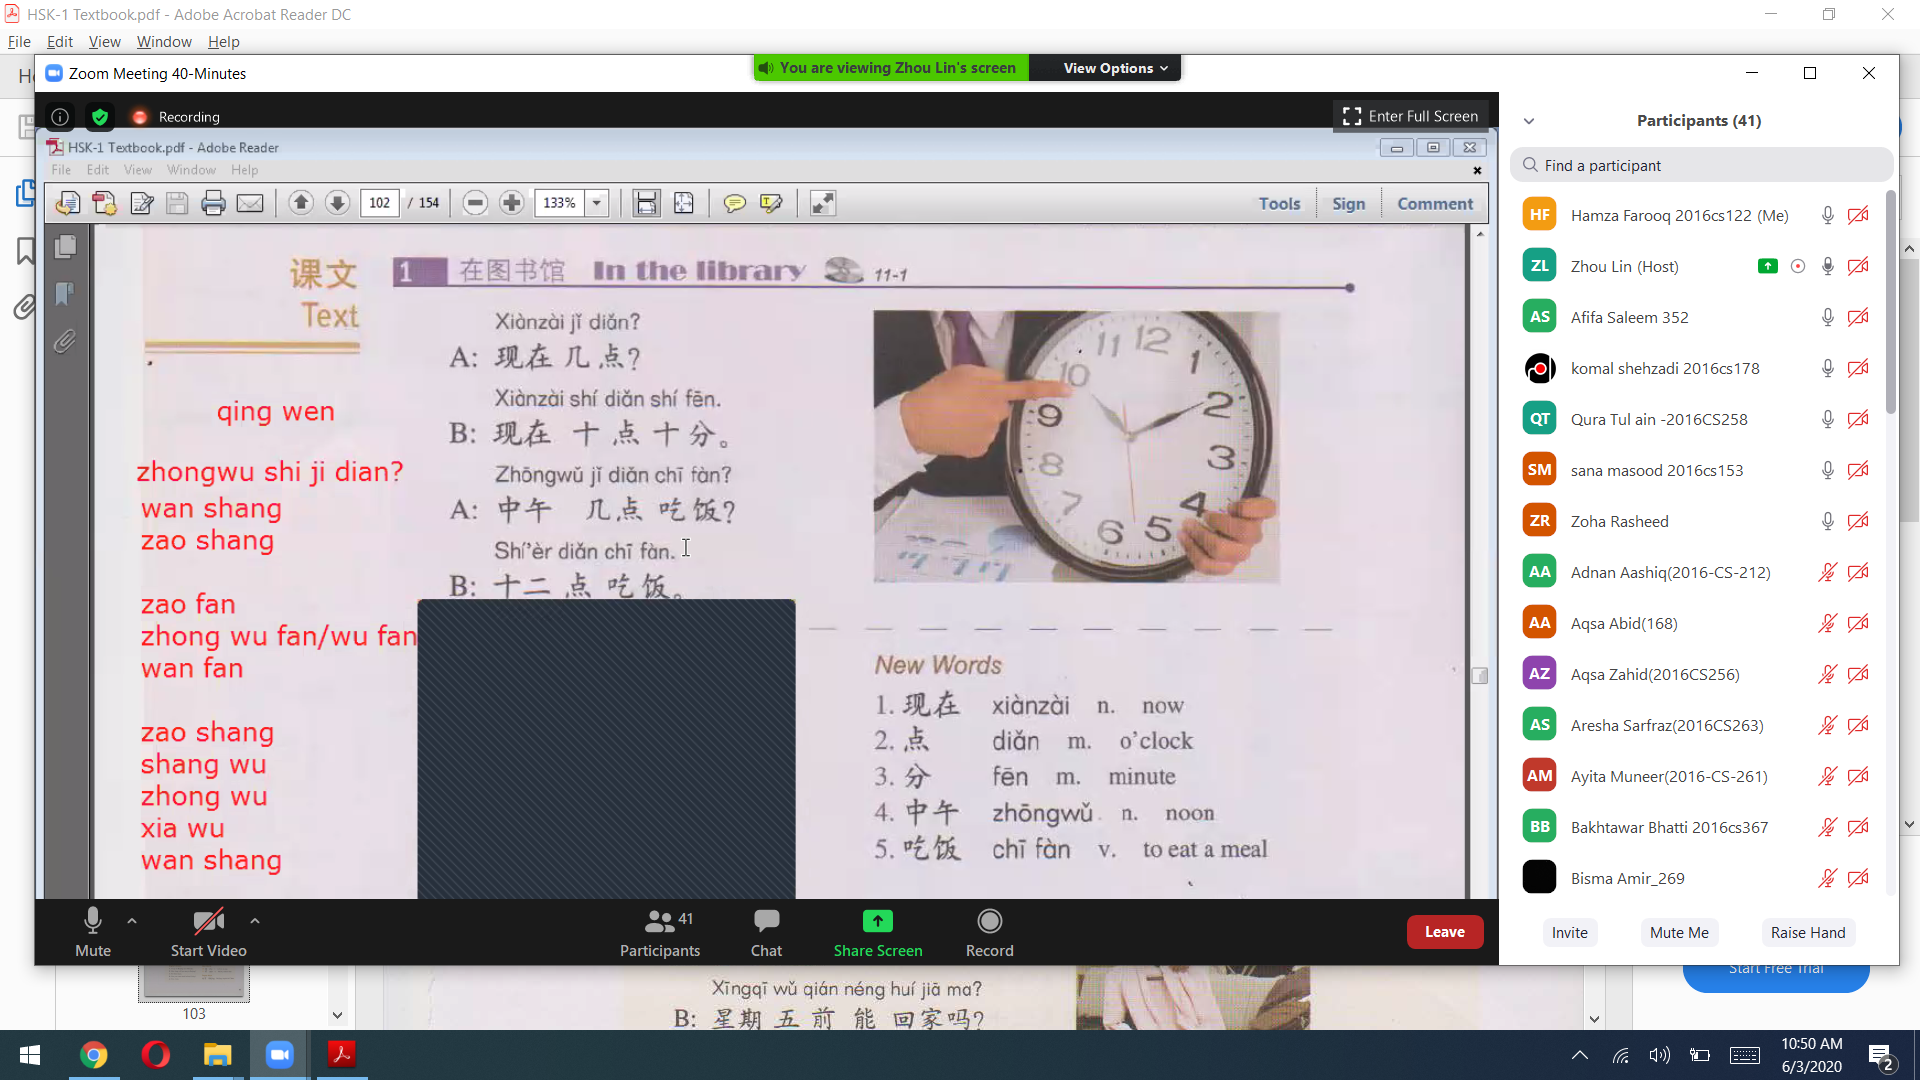 HSK-1 Textbook.pdf - Adobe Acrobat Reader DC
File Edit View Window Help
Zoom Meeting 40-Minutes
You are viewing Zhou Lin's screen
View Options
Recording
Enter Full Screen
HSK-1 Textbook.pdf - Adobe Reader
File Edit View Window Help
102 / 154
133%
Tools Sign Comment
课文
Text
1 在图书馆 In the library 11-1
Xiànzài jǐ diǎn?
A: 现在 几 点?
Xiànzài shí diǎn shí fēn.
B: 现在 十 点 十 分。
Zhōngwǔ jǐ diǎn chī fàn?
A: 中午 几点 吃饭?
Shí'èr diǎn chī fàn.
B: 十二 点 吃 饭。
qing wen
zhongwu shi ji dian?
wan shang
zao shang
zao fan
zhong wu fan/wu fan
wan fan
zao shang
shang wu
zhong wu
xia wu
wan shang
11 12 1
10 2
9 3
8 4
7 6 5
New Words
1. 现在 xiànzài n. now
2. 点 diǎn m. o'clock
3. 分 fēn m. minute
4. 中午 zhōngwǔ n. noon
5. 吃饭 chī fàn v. to eat a meal
Participants (41)
Find a participant
HF Hamza Farooq 2016cs122 (Me)
ZL Zhou Lin (Host)
AS Afifa Saleem 352
komal shehzadi 2016cs178
QT Qura Tul ain -2016CS258
SM sana masood 2016cs153
ZR Zoha Rasheed
AA Adnan Aashiq(2016-CS-212)
AA Aqsa Abid(168)
AZ Aqsa Zahid(2016CS256)
AS Aresha Sarfraz(2016CS263)
AM Ayita Muneer(2016-CS-261)
BB Bakhtawar Bhatti 2016cs367
Bisma Amir_269
Invite Mute Me Raise Hand
Mute
Start Video
41
Participants
Chat
Share Screen
Record
Leave
Start Free Trial
103
Xīngqī wǔ qián néng huí jiā ma?
B: 星期 五 前 能 回家吗?
10:50 AM
6/3/2020
2